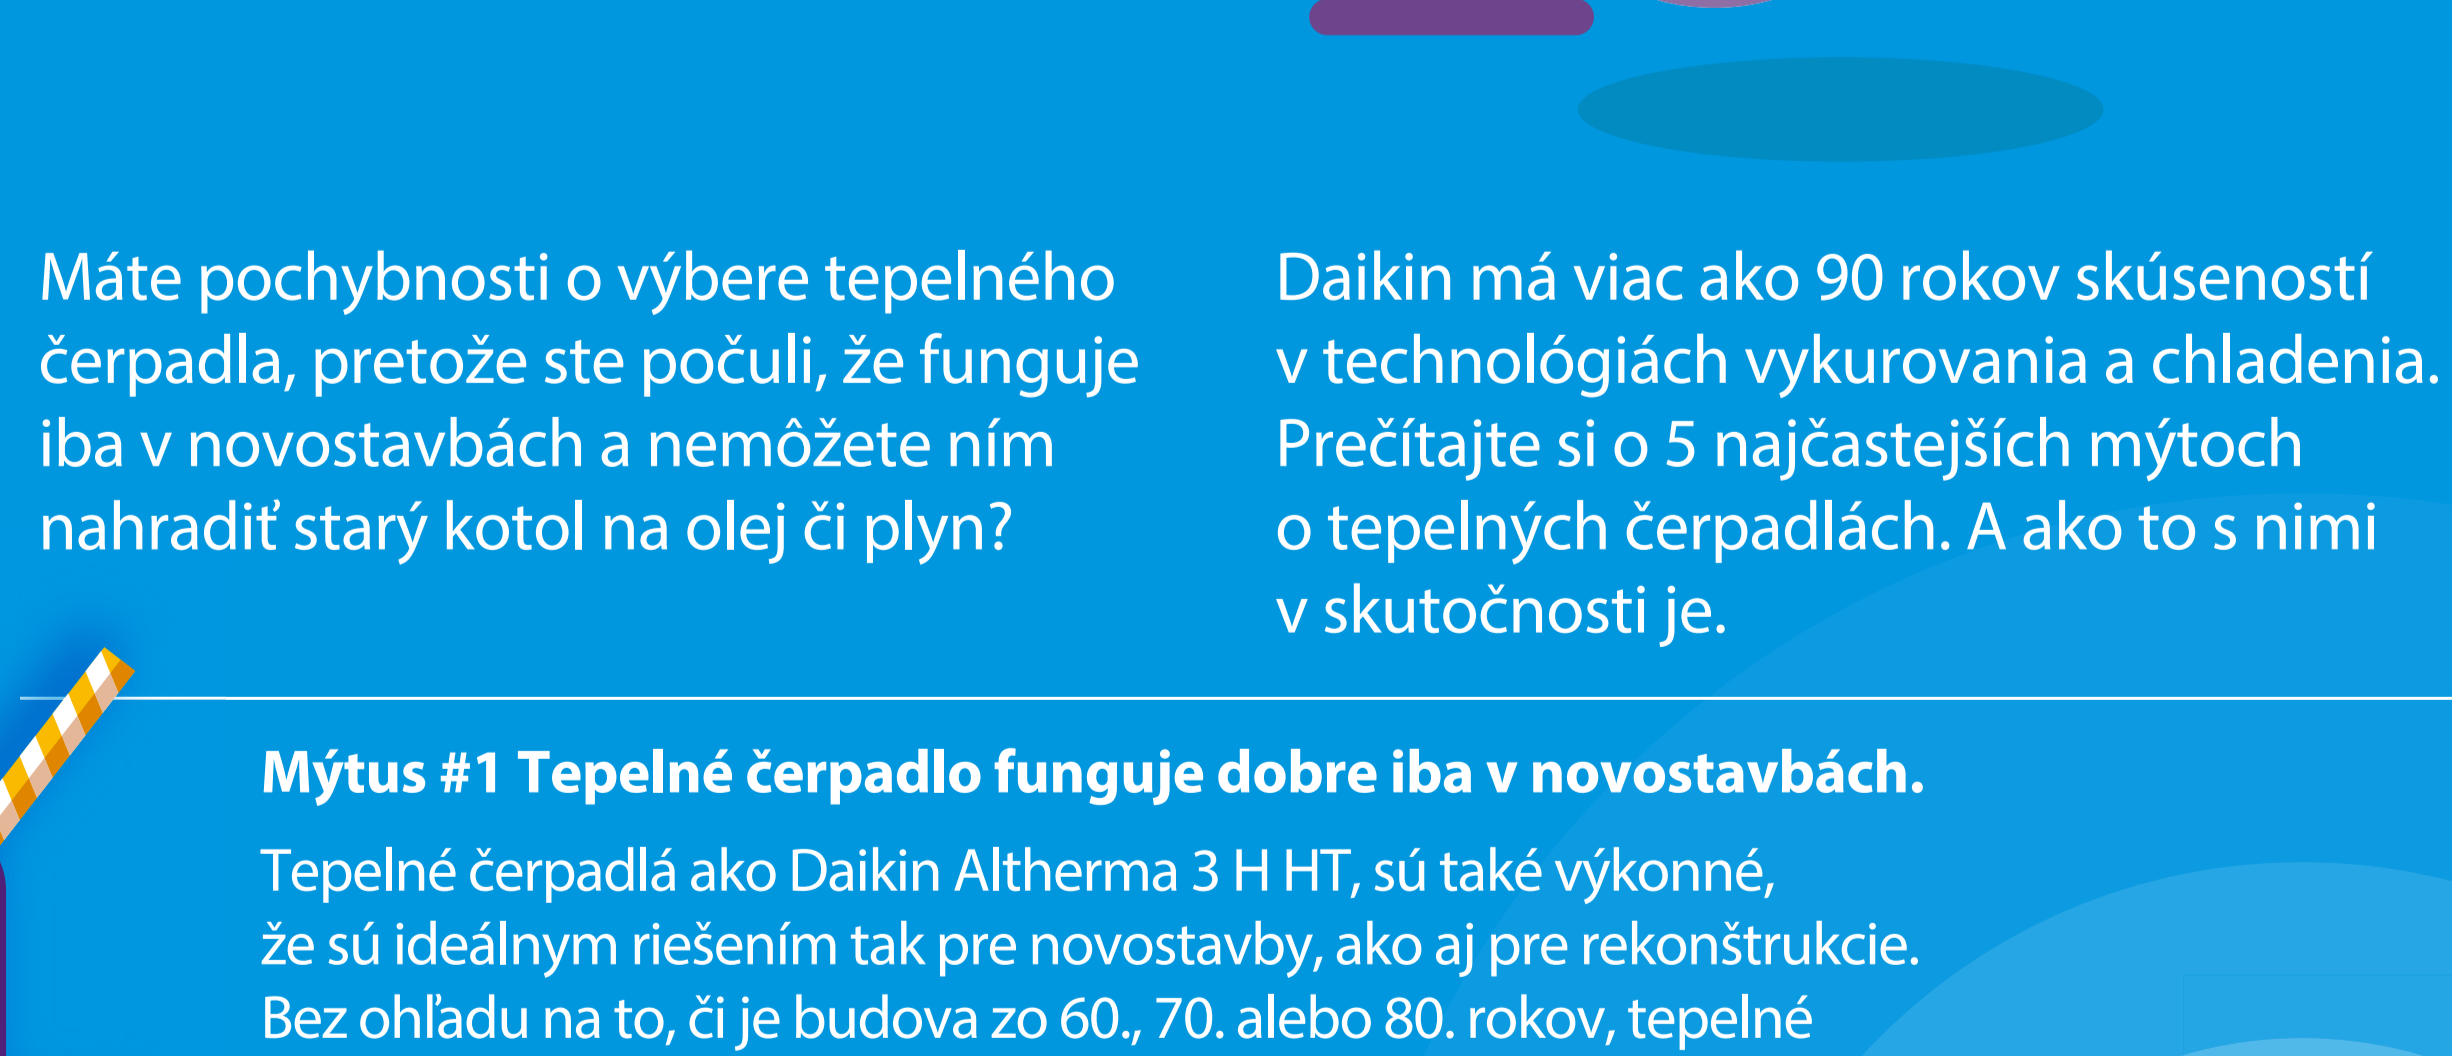 Máte pochybnosti o výbere tepelného
čerpadla, pretože ste počuli, že funguje
iba v novostavbách a nemôžete ním
nahradiť starý kotol na olej či plyn?
Daikin má viac ako 90 rokov skúseností
v technológiách vykurovania a chladenia.
Prečítajte si o 5 najčastejších mýtoch
o tepelných čerpadlách. A ako to s nimi
v skutočnosti je.
Mýtus #1 Tepelné čerpadlo funguje dobre iba v novostavbách.
Tepelné čerpadlá ako Daikin Altherma 3 H HT, sú také výkonné,
že sú ideálnym riešením tak pre novostavby, ako aj pre rekonštrukcie.
Bez ohľadu na to, či je budova zo 60., 70. alebo 80. rokov, tepelné